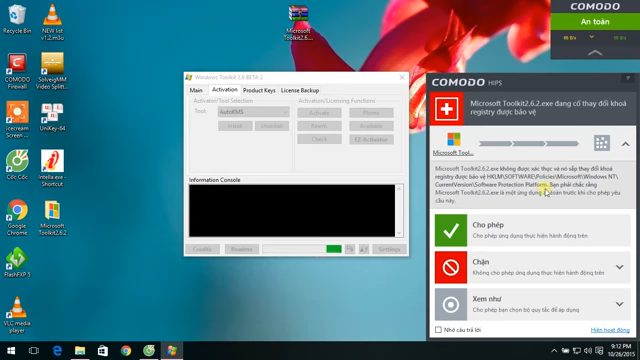 Recycle Bin
NEW list
v1.2.m3u
Microsoft
Toolkit2.6....
COMODO
An toàn
COMODO
Firewall
SolveigMM
Video Splitt...
Icecream
Screen ...
UniKey-64
Cốc Cốc
Intella.exe -
Shortcut
Google
Chrome
Microsoft
Toolkit2.6.2
FlashFXP 5
VLC media
player
Windows Toolkit 2.6 BETA 2
Main
Activation
Product Keys
License Backup
Activator/Tool Selection
Tool:
AutoKMS
Install
Uninstall
Activator/Licensing Functions
Activate
Phone
Rearm
Available
Check
EZ-Activator
Information Console
Credits
Readme
Settings
COMODO HIPS
?
Microsoft Toolkit2.6.2.exe đang cố thay đổi khoá
registry được bảo vệ
Microsoft Tool...
Microsoft Toolkit2.6.2.exe không được xác thực và nó sắp thay đổi khoá
registry được bảo vệ HKLM\SOFTWARE\Policies\Microsoft\Windows NT\
CurrentVersion\Software Protection Platform. Bạn phải chắc rằng
Microsoft Toolkit2.6.2.exe là một ứng dụng an toàn trước khi cho phép yêu
cầu này.
Cho phép
Cho phép ứng dụng thực hiện hành động trên
Chặn
Không cho phép ứng dụng thực hiện hành động trên
Xem như
Cho phép bạn chọn bộ quy tắc để áp dụng
Nhớ câu trả lời
Hiện hoạt động
9:12 PM
10/26/2015